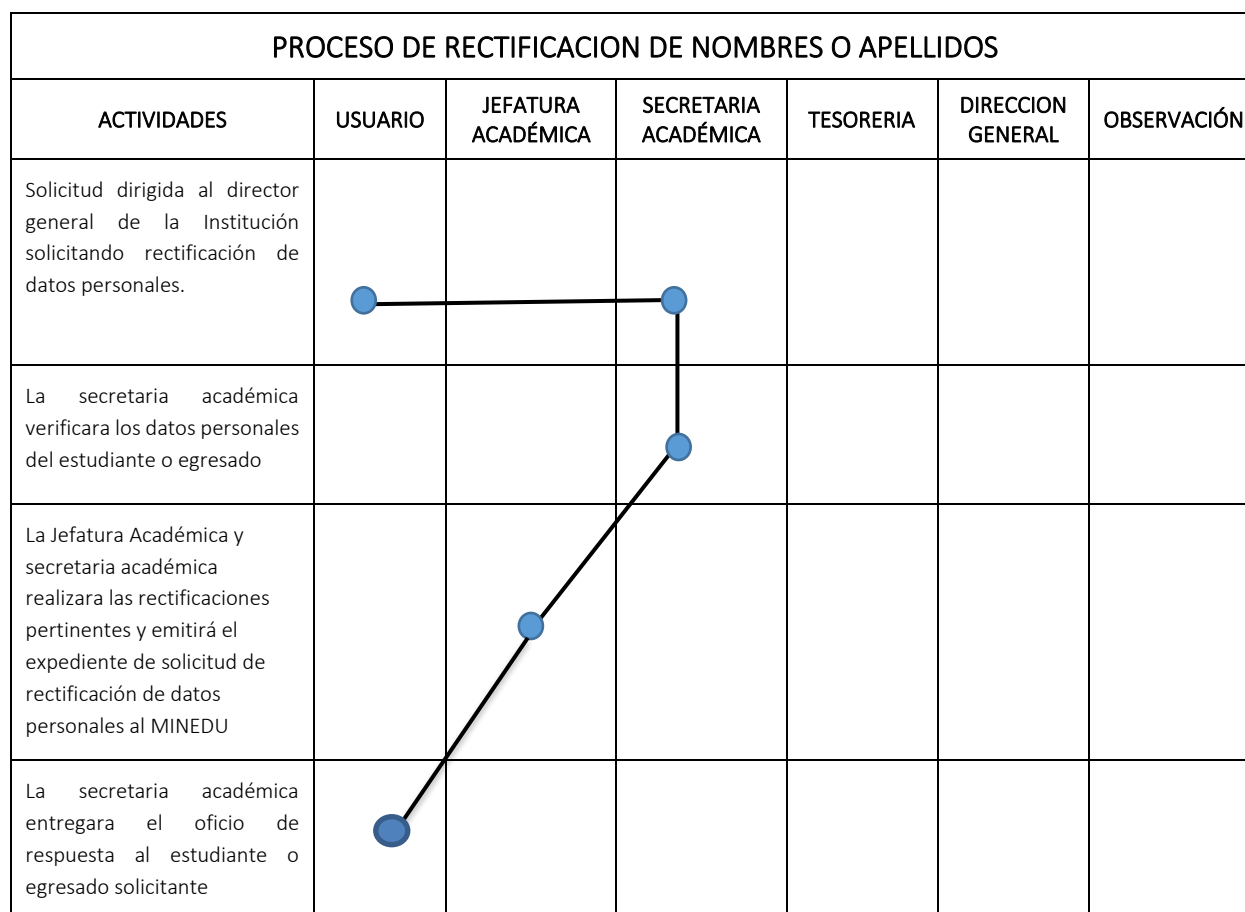 PROCESO DE RECTIFICACION DE NOMBRES O APELLIDOS
ACTIVIDADES
USUARIO
JEFATURA
ACADÉMICA
SECRETARIA
ACADÉMICA
TESORERIA
DIRECCION
GENERAL
OBSERVACIÓN
Solicitud dirigida al director
general de la Institución
solicitando rectificación de
datos personales.
La secretaria académica
verificara los datos personales
del estudiante o egresado
La Jefatura Académica y
secretaria académica
realizara las rectificaciones
pertinentes y emitirá el
expediente de solicitud de
rectificación de datos
personales al MINEDU
La secretaria académica
entregara el oficio de
respuesta al estudiante o
egresado solicitante